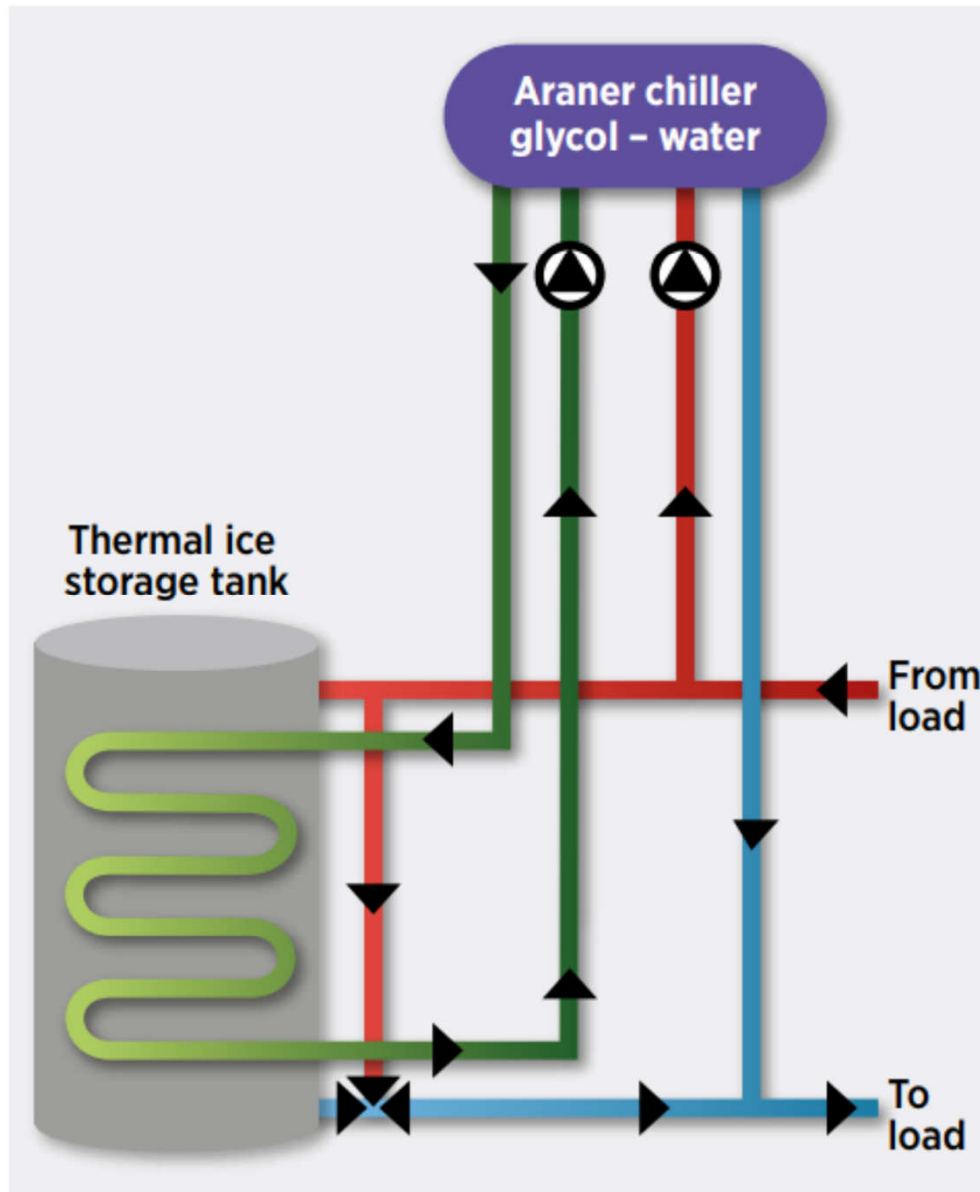 Araner chiller
glycol – water
Thermal ice
storage tank
From
load
To
load